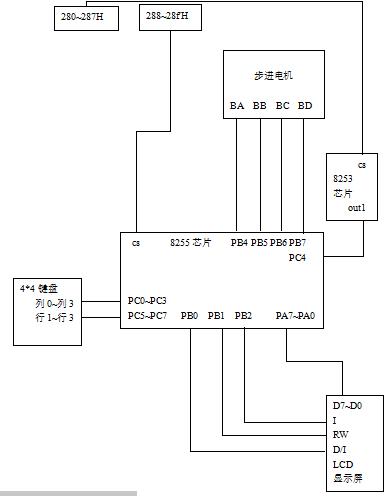 280~287H
288~28fH
步进电机
BA BB BC BD
cs
8253
芯片
out1
cs 8255 芯片 PB4 PB5 PB6 PB7
PC4
4*4 键盘
列 0~列 3
行 1~行 3
PC0~PC3
PC5~PC7 PB0 PB1 PB2 PA7~PA0
D7~D0
I
RW
D/I
LCD
显示屏